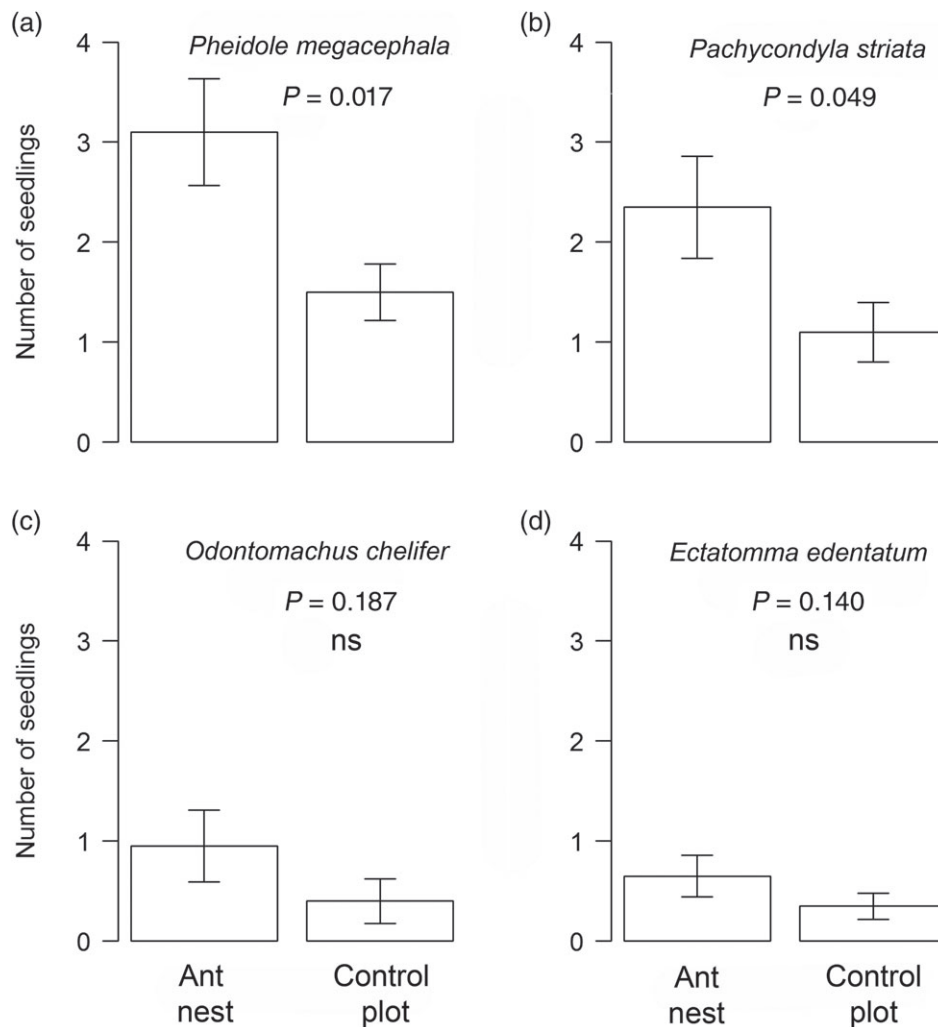 (a)
Pheidole megacephala
P = 0.017
Number of seedlings
4
3
2
1
0
(b)
Pachycondyla striata
P = 0.049
4
3
2
1
0
(c)
Odontomachus chelifer
P = 0.187
ns
Number of seedlings
4
3
2
1
0
Ant
nest
Control
plot
(d)
Ectatomma edentatum
P = 0.140
ns
4
3
2
1
0
Ant
nest
Control
plot